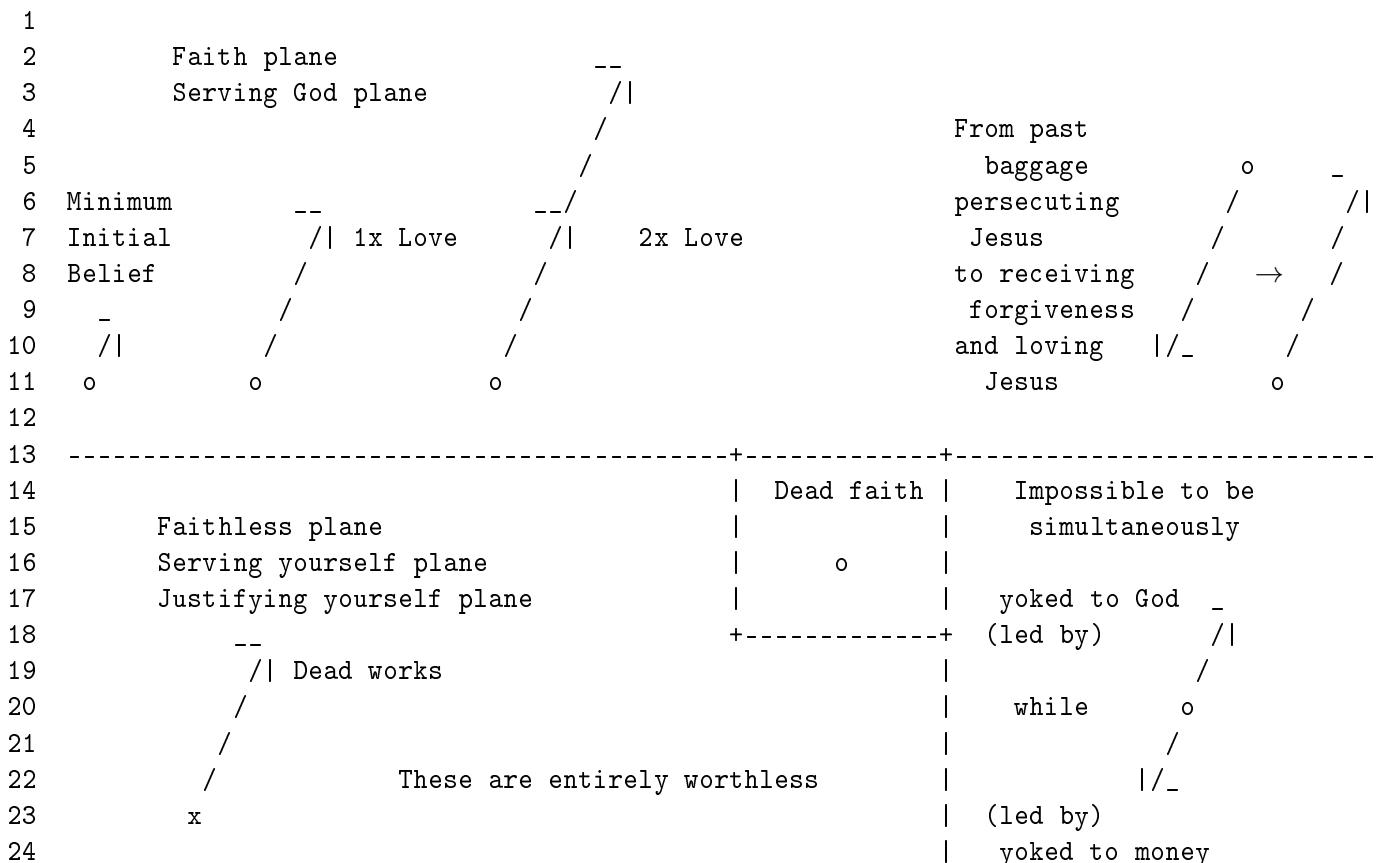 1
2         Faith plane                 __
3         Serving God plane            /|
4                                     /                       From past
5                                    /                          baggage            o     _
6  Minimum        __              __/                         persecuting         /       /|
7  Initial         /| 1x Love      /|    2x Love               Jesus             /       /
8  Belief         /               /                           to receiving      /   →   /
9    _           /               /                             forgiveness     /       /
10   /|         /               /                             and loving     |/_      /
11  o          o               o                                Jesus                o
12
13 --------------------------------------------+-------------+----------------------------
14                                             |  Dead faith |    Impossible to be
15       Faithless plane                       |             |     simultaneously
16       Serving yourself plane                |      o      |
17       Justifying yourself plane             |             |   yoked to God  _
18            __                               +-------------+  (led by)       /|
19             /| Dead works                                 |                /
20            /                                              |    while      o
21           /                                               |              /
22          /            These are entirely worthless        |            |/_
23         x                                                 |  (led by)
24                                                           |   yoked to money